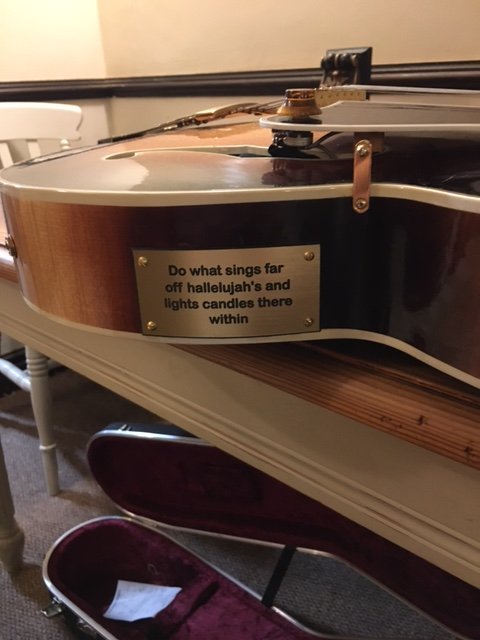 Do what sings far
off hallelujah's and
lights candles there
within